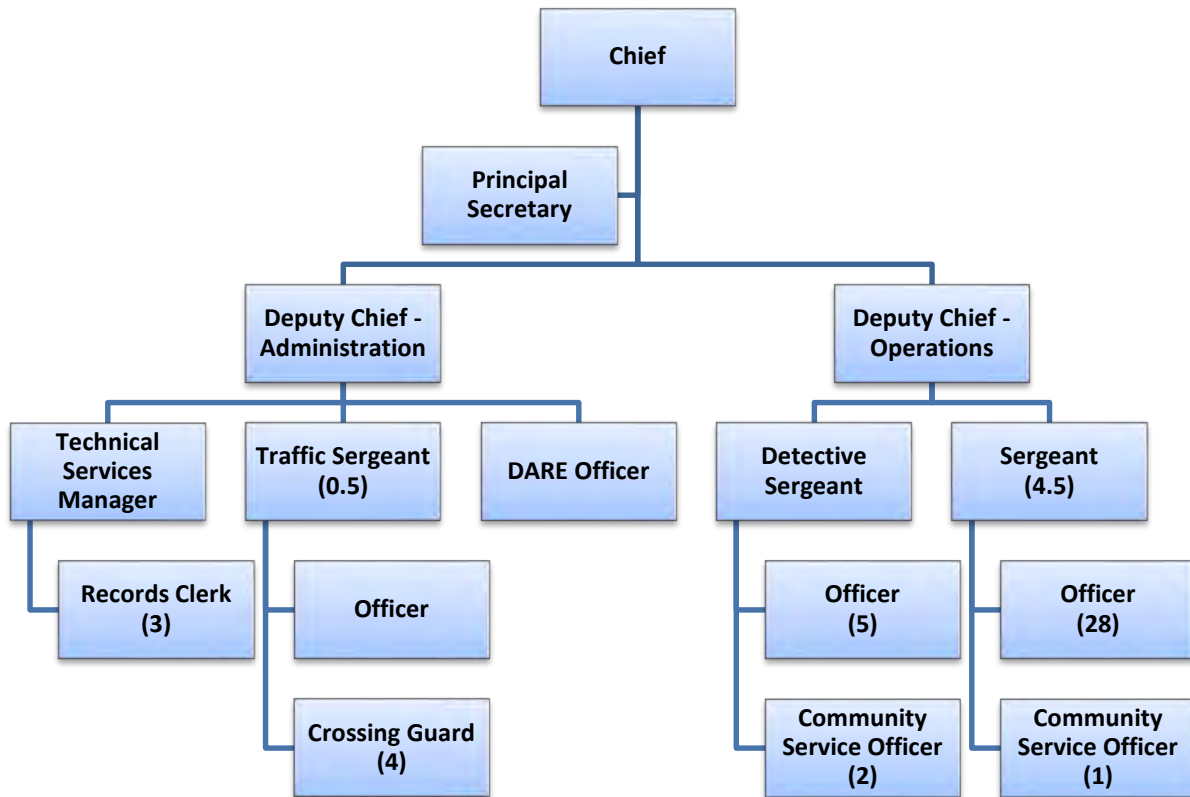 Chief
Principal
Secretary
Deputy Chief -
Administration
Deputy Chief -
Operations
Technical
Services
Manager
Traffic Sergeant
(0.5)
DARE Officer
Detective
Sergeant
Sergeant
(4.5)
Records Clerk
(3)
Officer
Officer
(5)
Officer
(28)
Crossing Guard
(4)
Community
Service Officer
(2)
Community
Service Officer
(1)